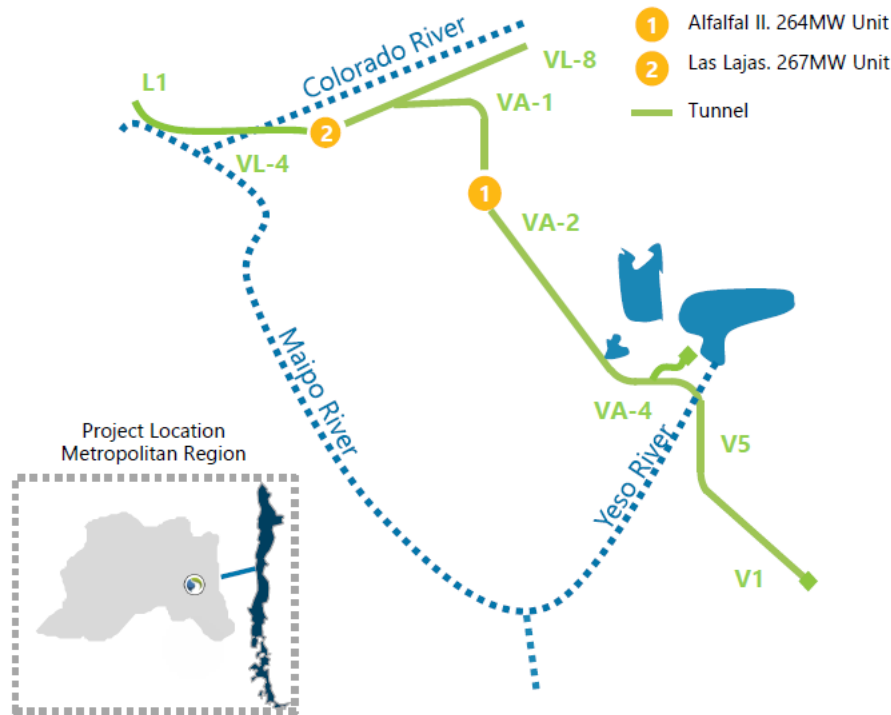 1 Alfalfal II. 264MW Unit
2 Las Lajas. 267MW Unit
Tunnel
Colorado River
VL-8
L1
VA-1
2
VL-4
1
VA-2
Maipo River
VA-4
Yeso River
V5
V1
Project Location
Metropolitan Region